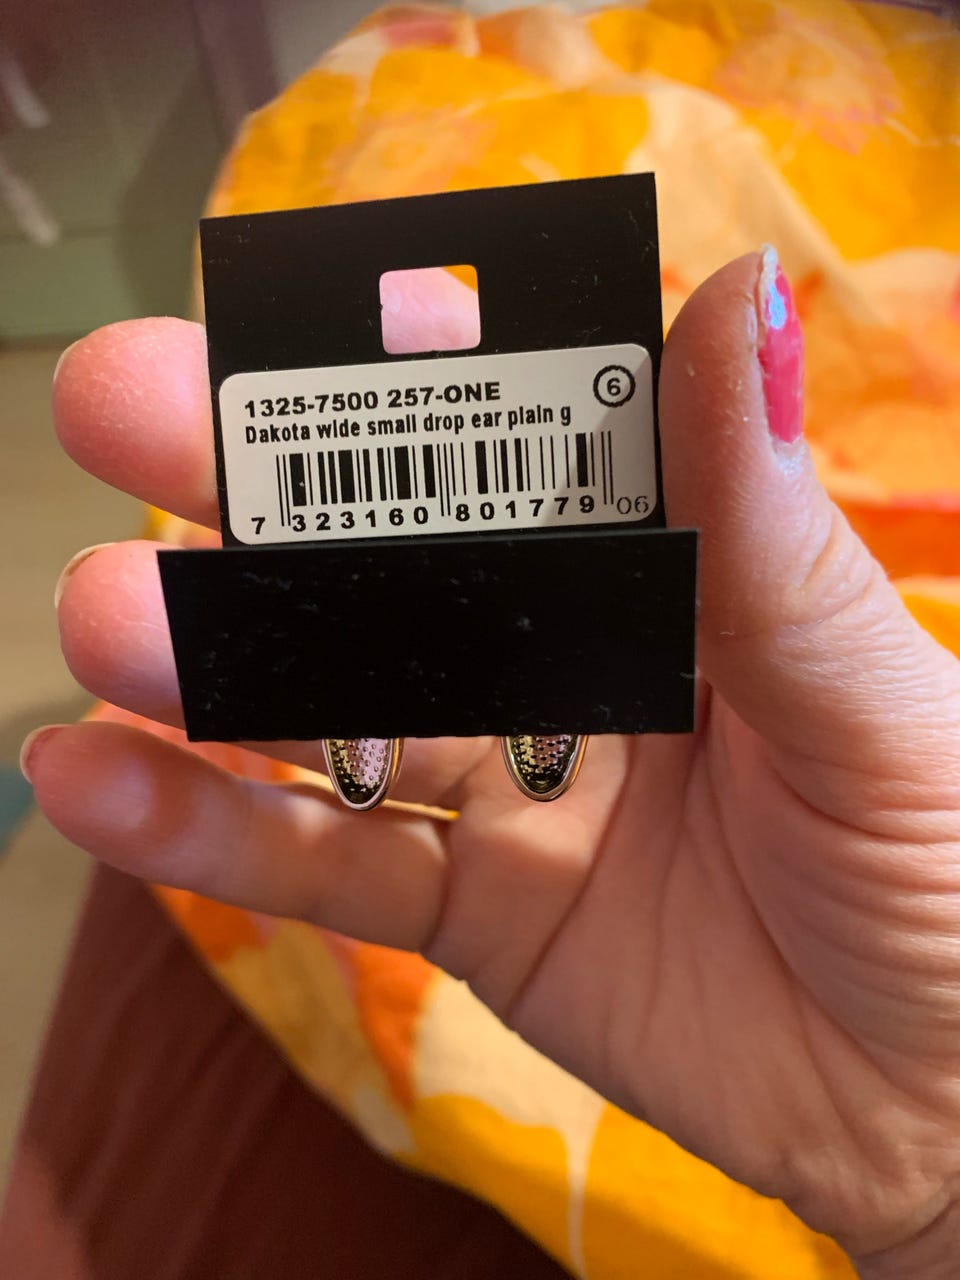 1325-7500 257-ONE
6
Dakota wide small drop ear plain g
7 323160 801779 06